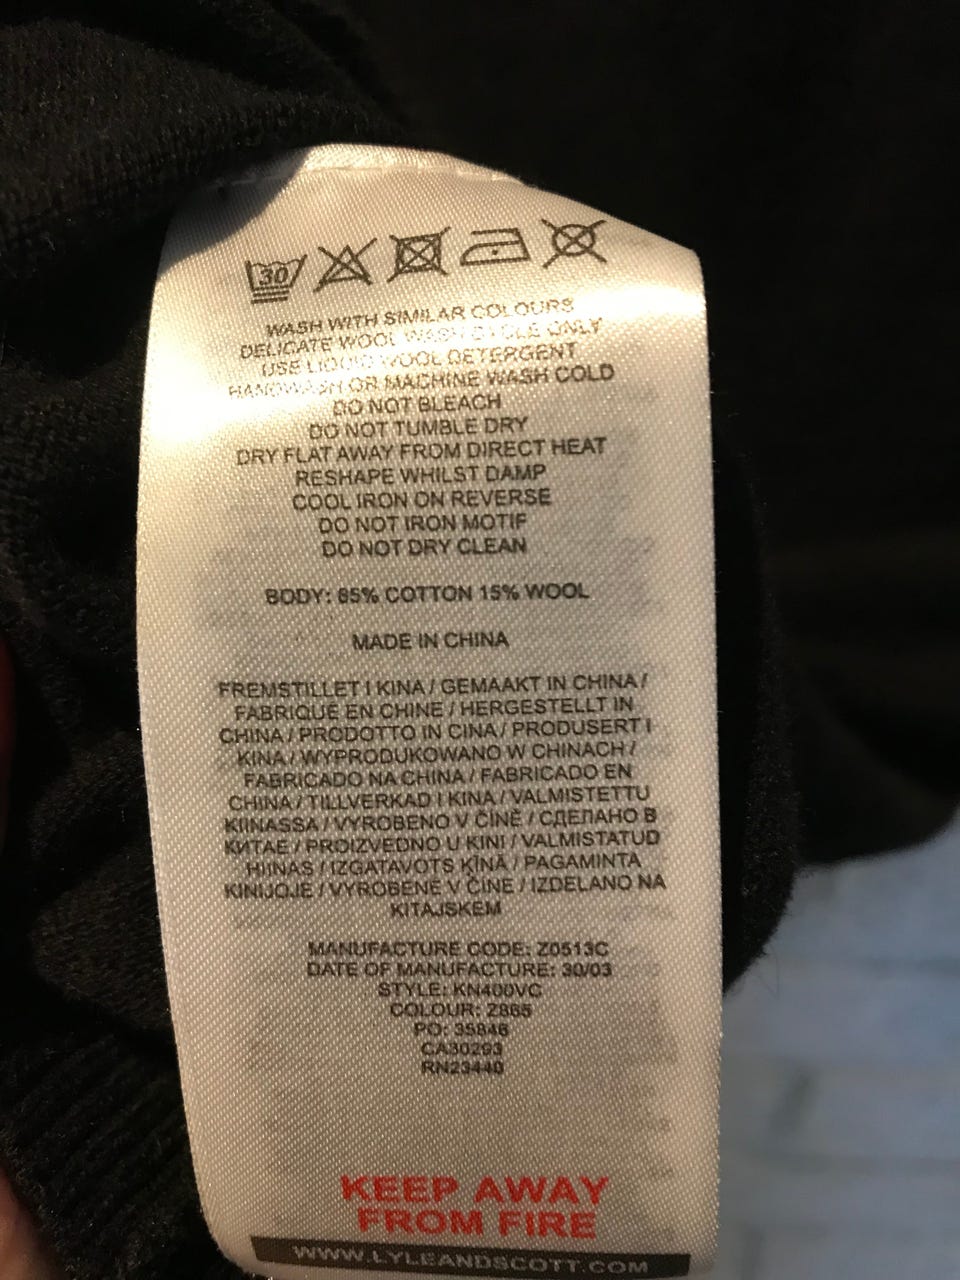 30
WASH WITH SIMILAR COLOURS
DELICATE WOOL WASH CYCLE ONLY
USE LIQUID WOOL DETERGENT
HANDWASH OR MACHINE WASH COLD
DO NOT BLEACH
DO NOT TUMBLE DRY
DRY FLAT AWAY FROM DIRECT HEAT
RESHAPE WHILST DAMP
COOL IRON ON REVERSE
DO NOT IRON MOTIF
DO NOT DRY CLEAN
BODY: 85% COTTON 15% WOOL
MADE IN CHINA
FREMSTILLET I KINA / GEMAAKT IN CHINA /
FABRIQUÉ EN CHINE / HERGESTELLT IN
CHINA / PRODOTTO IN CINA / PRODUSERT I
KINA / WYPRODUKOWANO W CHINACH /
FABRICADO NA CHINA / FABRICADO EN
CHINA / TILLVERKAD I KINA / VALMISTETTU
KIINASSA / VYROBENO V ČÍNĚ / СДЕЛАНО В
КИТАЕ / PROIZVEDNO U KINI / VALMISTATUD
HIINAS / IZGATAVOTS ĶĪNĀ / PAGAMINTA
KINIJOJE / VYROBENÉ V ČÍNE / IZDELANO NA
KITAJSKEM
MANUFACTURE CODE: Z0513C
DATE OF MANUFACTURE: 30/03
STYLE: KN400VC
COLOUR: Z865
PO: 35846
CA30293
RN23440
KEEP AWAY
FROM FIRE
WWW.LYLEANDSCOTT.COM